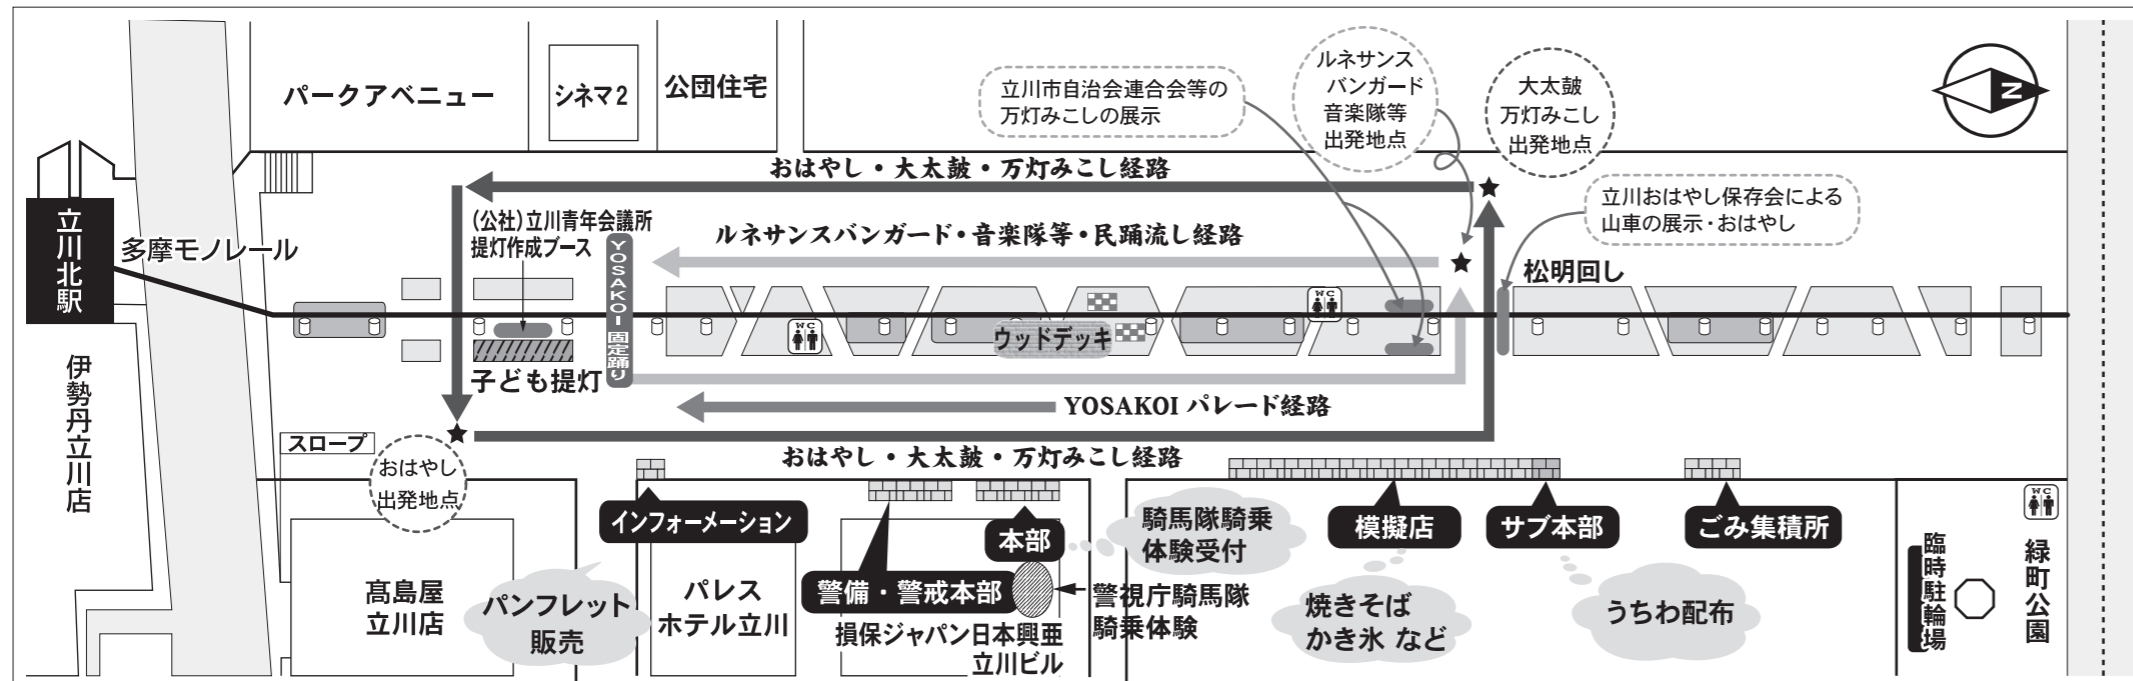 パークアベニュー
シネマ2
公団住宅
立川市自治会連合会等の
万灯みこしの展示
ルネサンス
バンガード
音楽隊等
出発地点
大太鼓
万灯みこし
出発地点
N
おはやし・大太鼓・万灯みこし経路
立川おはやし保存会による
山車の展示・おはやし
立川北駅
多摩モノレール
(公社)立川青年会議所
提灯作成ブース
YOSAKOI 固定踊り
ルネサンスバンガード・音楽隊等・民踊流し経路
松明回し
WC
WC
ウッドデッキ
子ども提灯
YOSAKOI パレード経路
伊勢丹立川店
スロープ
おはやし
出発地点
おはやし・大太鼓・万灯みこし経路
インフォーメーション
本部
騎馬隊騎乗
体験受付
模擬店
サブ本部
ごみ集積所
WC
髙島屋
立川店
パンフレット
販売
パレス
ホテル立川
警備・警戒本部
警視庁騎馬隊
騎乗体験
損保ジャパン日本興亜
立川ビル
焼きそば
かき氷 など
うちわ配布
臨時駐輪場
緑町公園